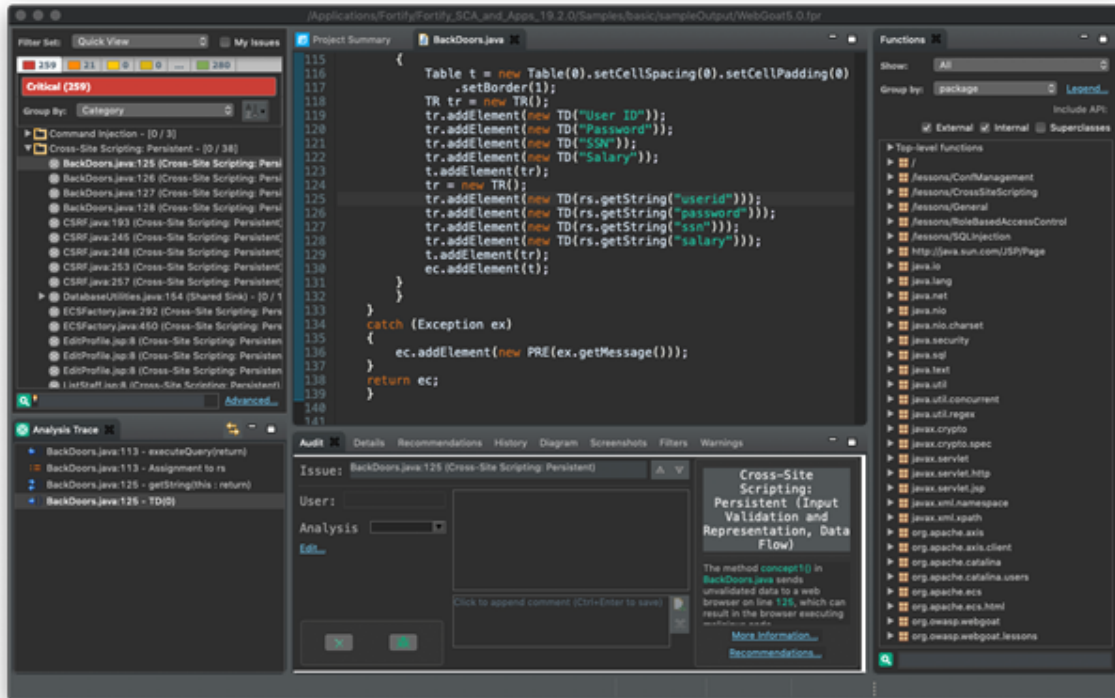 /Applications/Fortify/Fortify_SCA_and_Apps_19.2.0/Samples/basic/sampleOutput/WebGoat5.0.fpr
Filter Set: Quick View My Issues
259 21 0 0 ... 280
Critical (259)
Group By: Category
Command Injection - [0 / 3]
Cross-Site Scripting: Persistent - [0 / 38]
BackDoors.java:125 (Cross-Site Scripting: Persi
BackDoors.java:126 (Cross-Site Scripting: Persi
BackDoors.java:127 (Cross-Site Scripting: Persi
BackDoors.java:128 (Cross-Site Scripting: Persi
CSRF.java:193 (Cross-Site Scripting: Persistent)
CSRF.java:245 (Cross-Site Scripting: Persistent)
CSRF.java:248 (Cross-Site Scripting: Persistent)
CSRF.java:253 (Cross-Site Scripting: Persistent)
CSRF.java:257 (Cross-Site Scripting: Persistent)
DatabaseUtilities.java:154 (Shared Sink) - [0 / 1
ECSFactory.java:292 (Cross-Site Scripting: Pers
ECSFactory.java:450 (Cross-Site Scripting: Pers
EditProfile.jsp:8 (Cross-Site Scripting: Persisten
EditProfile.jsp:8 (Cross-Site Scripting: Persisten
EditProfile.jsp:8 (Cross-Site Scripting: Persisten
ListStaff.jsp:8 (Cross-Site Scripting: Persistent)
Advanced...
Analysis Trace
BackDoors.java:113 - executeQuery(return)
BackDoors.java:113 - Assignment to rs
BackDoors.java:125 - getString(this : return)
BackDoors.java:125 - TD(0)
Project Summary BackDoors.java
115 {
116 Table t = new Table(0).setCellSpacing(0).setCellPadding(0)
117 .setBorder(1);
118 TR tr = new TR();
119 tr.addElement(new TD("User ID"));
120 tr.addElement(new TD("Password"));
121 tr.addElement(new TD("SSN"));
122 tr.addElement(new TD("Salary"));
123 t.addElement(tr);
124 tr = new TR();
125 tr.addElement(new TD(rs.getString("userid")));
126 tr.addElement(new TD(rs.getString("password")));
127 tr.addElement(new TD(rs.getString("ssn")));
128 tr.addElement(new TD(rs.getString("salary")));
129 t.addElement(tr);
130 ec.addElement(t);
131 }
132 }
133 }
134 catch (Exception ex)
135 {
136 ec.addElement(new PRE(ex.getMessage()));
137 }
138 return ec;
139 }
140
141
Audit Details Recommendations History Diagram Screenshots Filters Warnings
Issue: BackDoors.java:125 (Cross-Site Scripting: Persistent)
User:
Analysis
Edit...
Click to append comment (Ctrl+Enter to save)
Cross-Site
Scripting:
Persistent (Input
Validation and
Representation, Data
Flow)
The method concept1() in
BackDoors.java sends
unvalidated data to a web
browser on line 125, which can
result in the browser executing
More Information...
Recommendations...
Functions
Show: All
Group by: package Legend...
Include API:
External Internal Superclasses
Top-level functions
/
/lessons/ConfManagement
/lessons/CrossSiteScripting
/lessons/General
/lessons/RoleBasedAccessControl
/lessons/SQLInjection
http://java.sun.com/JSP/Page
java.io
java.lang
java.net
java.nio
java.nio.charset
java.security
java.sql
java.text
java.util
java.util.concurrent
java.util.regex
javax.crypto
javax.crypto.spec
javax.servlet
javax.servlet.http
javax.servlet.jsp
javax.xml.namespace
javax.xml.xpath
org.apache.axis
org.apache.axis.client
org.apache.catalina
org.apache.catalina.users
org.apache.ecs
org.apache.ecs.html
org.owasp.webgoat
org.owasp.webgoat.lessons